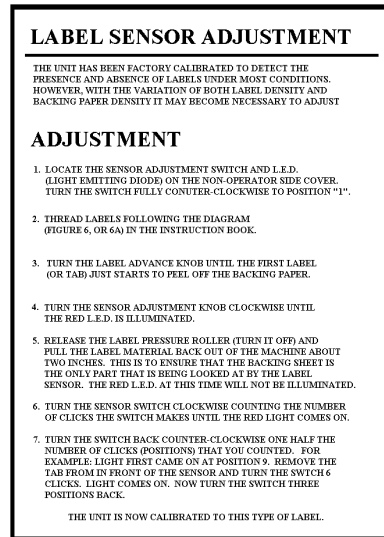 LABEL SENSOR ADJUSTMENT
THE UNIT HAS BEEN FACTORY CALIBRATED TO DETECT THE
PRESENCE AND ABSENCE OF LABELS UNDER MOST CONDITIONS.
HOWEVER, WITH THE VARIATION OF BOTH LABEL DENSITY AND
BACKING PAPER DENSITY IT MAY BECOME NECESSARY TO ADJUST
ADJUSTMENT
1. LOCATE THE SENSOR ADJUSTMENT SWITCH AND L.E.D.
(LIGHT EMITTING DIODE) ON THE NON-OPERATOR SIDE COVER.
TURN THE SWITCH FULLY CONUTER-CLOCKWISE TO POSITION "1".
2. THREAD LABELS FOLLOWING THE DIAGRAM
(FIGURE 6, OR 6A) IN THE INSTRUCTION BOOK.
3. TURN THE LABEL ADVANCE KNOB UNTIL THE FIRST LABEL
(OR TAB) JUST STARTS TO PEEL OFF THE BACKING PAPER.
4. TURN THE SENSOR ADJUSTMENT KNOB CLOCKWISE UNTIL
THE RED L.E.D. IS ILLUMINATED.
5. RELEASE THE LABEL PRESSURE ROLLER (TURN IT OFF) AND
PULL THE LABEL MATERIAL BACK OUT OF THE MACHINE ABOUT
TWO INCHES. THIS IS TO ENSURE THAT THE BACKING SHEET IS
THE ONLY PART THAT IS BEING LOOKED AT BY THE LABEL
SENSOR. THE RED L.E.D. AT THIS TIME WILL NOT BE ILLUMINATED.
6. TURN THE SENSOR SWITCH CLOCKWISE COUNTING THE NUMBER
OF CLICKS THE SWITCH MAKES UNTIL THE RED LIGHT COMES ON.
7. TURN THE SWITCH BACK COUNTER-CLOCKWISE ONE HALF THE
NUMBER OF CLICKS (POSITIONS) THAT YOU COUNTED. FOR
EXAMPLE: LIGHT FIRST CAME ON AT POSITION 9. REMOVE THE
TAB FROM IN FRONT OF THE SENSOR AND TURN THE SWTCH 6
CLICKS. LIGHT COMES ON. NOW TURN THE SWITCH THREE
POSITIONS BACK.
THE UNIT IS NOW CALIBRATED TO THIS TYPE OF LABEL.